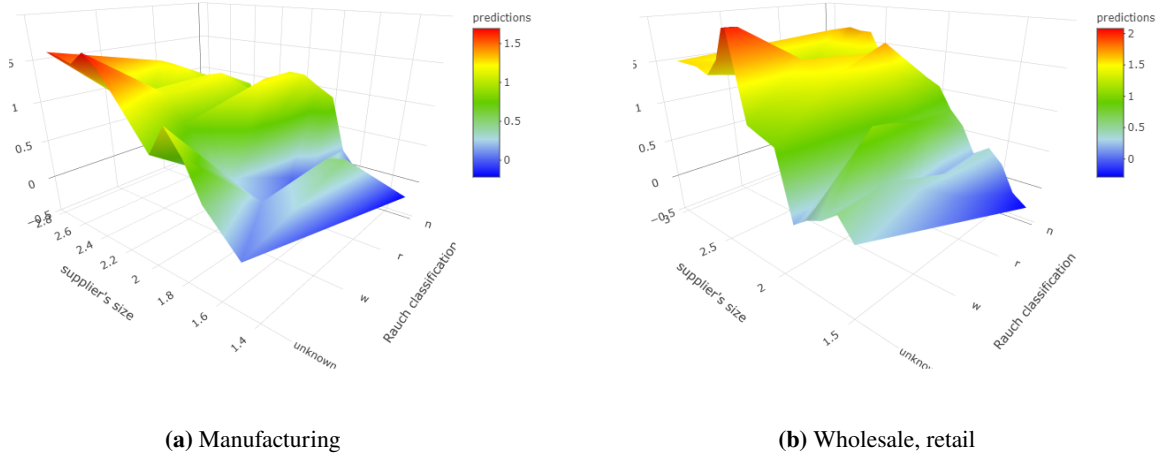 predictions
1.5
1
0.5
0
5
1
0.5
0
−0.5
2.8
2.6
2.4
2.2
2
1.8
1.6
1.4
supplier's size
n
r
w
unknown
Rauch classification
predictions
2
1.5
1
0.5
0
5
1
0.5
0
2.5
2
1.5
supplier's size
n
r
w
unknow
Rauch classification
(a) Manufacturing
(b) Wholesale, retail